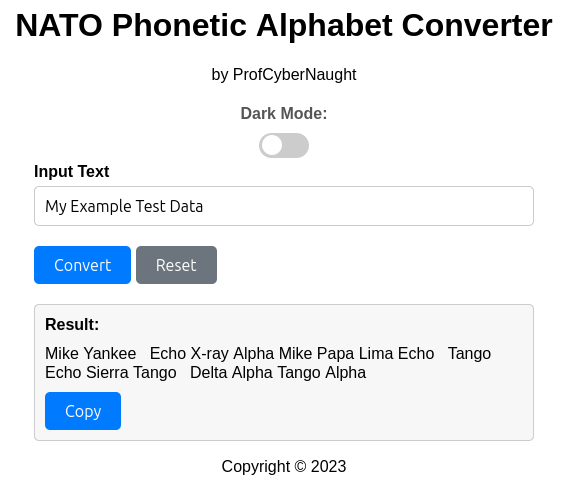 NATO Phonetic Alphabet Converter
by ProfCyberNaught
Dark Mode:
Input Text
My Example Test Data
Convert Reset
Result:
Mike Yankee   Echo X-ray Alpha Mike Papa Lima Echo   Tango
Echo Sierra Tango   Delta Alpha Tango Alpha
Copy
Copyright © 2023